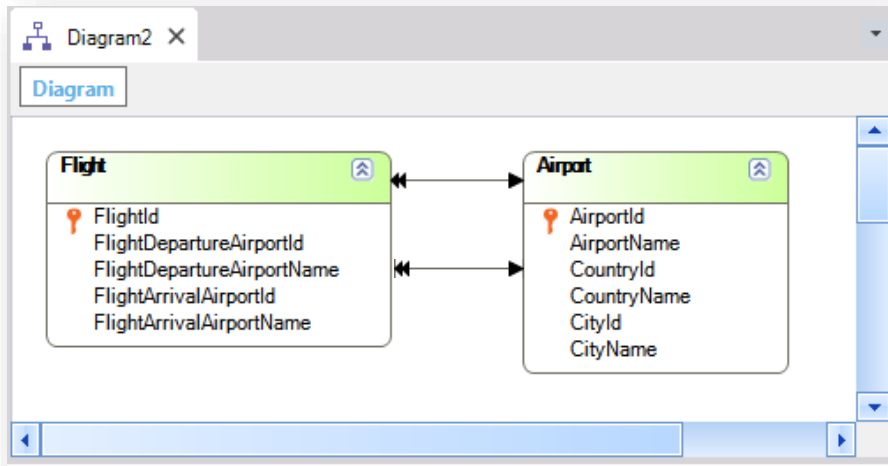 Diagram2
Diagram
Flight
FlightId
FlightDepartureAirportId
FlightDepartureAirportName
FlightArrivalAirportId
FlightArrivalAirportName
Airport
AirportId
AirportName
CountryId
CountryName
CityId
CityName